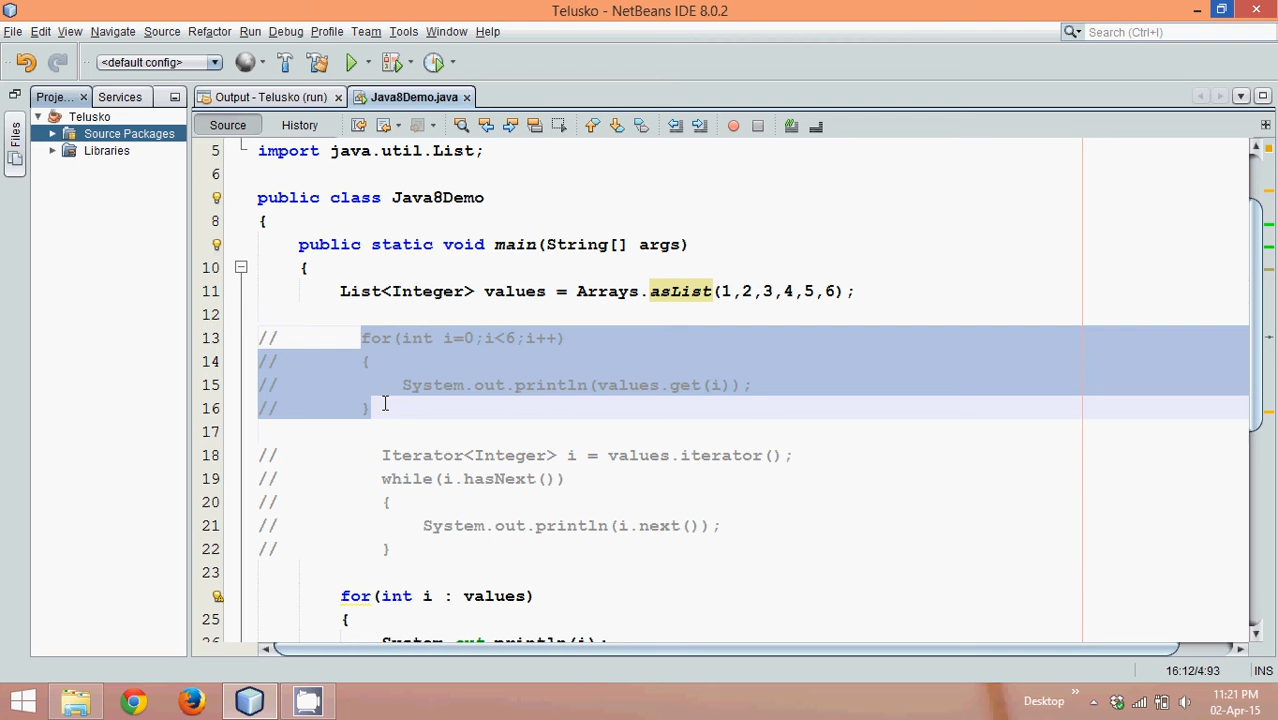 Telusko - NetBeans IDE 8.0.2
File Edit View Navigate Source Refactor Run Debug Profile Team Tools Window Help
Search (Ctrl+I)
<default config>
Files
Proje... Services
Output - Telusko (run) Java8Demo.java
Telusko
Source Packages
Libraries
Source History
5 import java.util.List;
6
public class Java8Demo
8 {
public static void main(String[] args)
10 {
11 List<Integer> values = Arrays.asList(1,2,3,4,5,6);
12
13 // for(int i=0;i<6;i++)
14 // {
15 // System.out.println(values.get(i));
16 // }
17
18 // Iterator<Integer> i = values.iterator();
19 // while(i.hasNext())
20 // {
21 // System.out.println(i.next());
22 // }
23
for(int i : values)
25 {
26 System.out.println(i);
16:12/4:93 INS
Desktop
11:21 PM
02-Apr-15